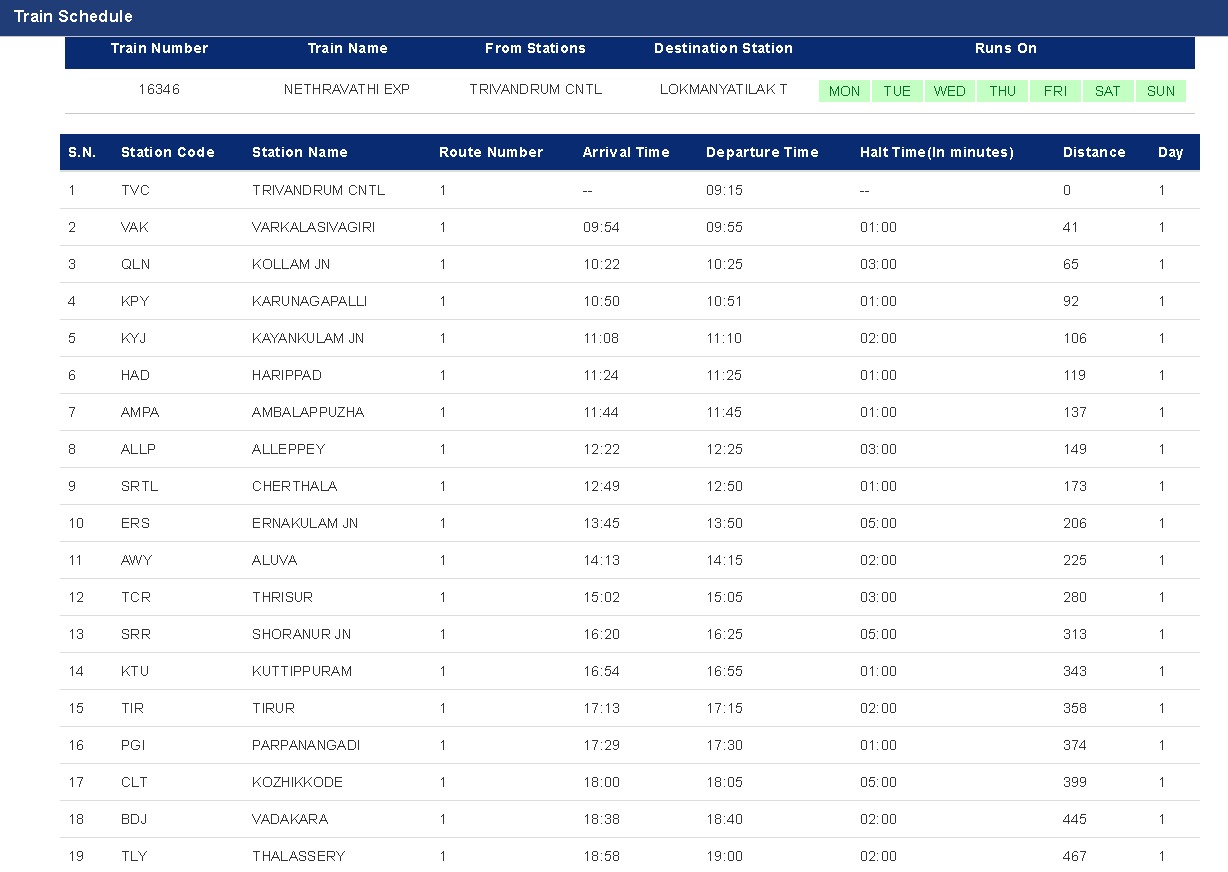 Train Schedule
Train Number Train Name From Stations Destination Station Runs On
16346 NETHRAVATHI EXP TRIVANDRUM CNTL LOKMANYATILAK T MON TUE WED THU FRI SAT SUN
S.N. Station Code Station Name Route Number Arrival Time Departure Time Halt Time(In minutes) Distance Day
1 TVC TRIVANDRUM CNTL 1 -- 09:15 -- 0 1
2 VAK VARKALASIVAGIRI 1 09:54 09:55 01:00 41 1
3 QLN KOLLAM JN 1 10:22 10:25 03:00 65 1
4 KPY KARUNAGAPALLI 1 10:50 10:51 01:00 92 1
5 KYJ KAYANKULAM JN 1 11:08 11:10 02:00 106 1
6 HAD HARIPPAD 1 11:24 11:25 01:00 119 1
7 AMPA AMBALAPPUZHA 1 11:44 11:45 01:00 137 1
8 ALLP ALLEPPEY 1 12:22 12:25 03:00 149 1
9 SRTL CHERTHALA 1 12:49 12:50 01:00 173 1
10 ERS ERNAKULAM JN 1 13:45 13:50 05:00 206 1
11 AWY ALUVA 1 14:13 14:15 02:00 225 1
12 TCR THRISUR 1 15:02 15:05 03:00 280 1
13 SRR SHORANUR JN 1 16:20 16:25 05:00 313 1
14 KTU KUTTIPPURAM 1 16:54 16:55 01:00 343 1
15 TIR TIRUR 1 17:13 17:15 02:00 358 1
16 PGI PARPANANGADI 1 17:29 17:30 01:00 374 1
17 CLT KOZHIKKODE 1 18:00 18:05 05:00 399 1
18 BDJ VADAKARA 1 18:38 18:40 02:00 445 1
19 TLY THALASSERY 1 18:58 19:00 02:00 467 1